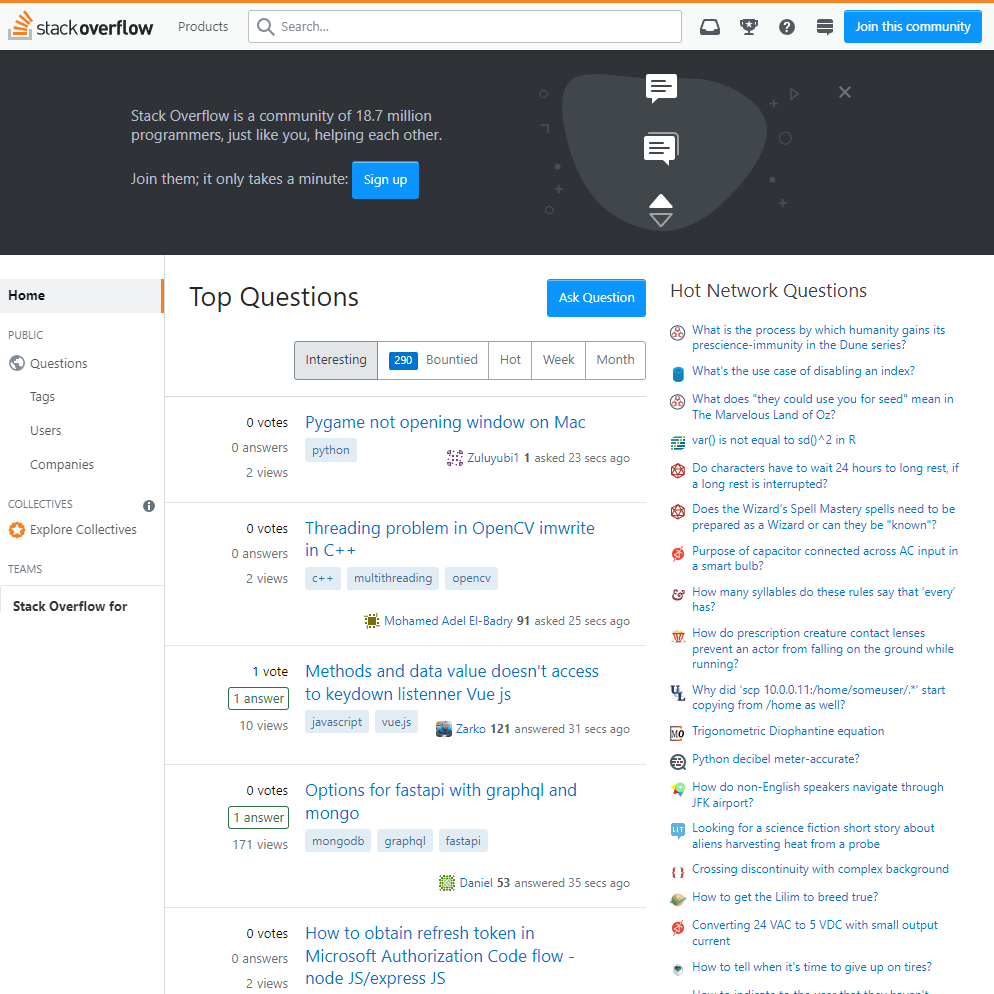 stackoverflow
Products
Search...
Join this community
Stack Overflow is a community of 18.7 million
programmers, just like you, helping each other.
Join them; it only takes a minute: Sign up
Home
PUBLIC
Questions
Tags
Users
Companies
COLLECTIVES
Explore Collectives
TEAMS
Stack Overflow for
Top Questions
Ask Question
Interesting
290 Bountied
Hot
Week
Month
0 votes
0 answers
2 views
Pygame not opening window on Mac
python
Zuluyubi1 1 asked 23 secs ago
0 votes
0 answers
2 views
Threading problem in OpenCV imwrite
in C++
c++ multithreading opencv
Mohamed Adel El-Badry 91 asked 25 secs ago
1 vote
1 answer
10 views
Methods and data value doesn't access
to keydown listenner Vue js
javascript vue.js
Zarko 121 answered 31 secs ago
0 votes
1 answer
171 views
Options for fastapi with graphql and
mongo
mongodb graphql fastapi
Daniel 53 answered 35 secs ago
0 votes
0 answers
2 views
How to obtain refresh token in
Microsoft Authorization Code flow -
node JS/express JS
Hot Network Questions
What is the process by which humanity gains its
prescience-immunity in the Dune series?
What's the use case of disabling an index?
What does "they could use you for seed" mean in
The Marvelous Land of Oz?
var() is not equal to sd()^2 in R
Do characters have to wait 24 hours to long rest, if
a long rest is interrupted?
Does the Wizard's Spell Mastery spells need to be
prepared as a Wizard or can they be "known"?
Purpose of capacitor connected across AC input in
a smart bulb?
How many syllables do these rules say that ‘every’
has?
How do prescription creature contact lenses
prevent an actor from falling on the ground while
running?
UL
Why did 'scp 10.0.0.11:/home/someuser/.*' start
copying from /home as well?
MO
Trigonometric Diophantine equation
Python decibel meter-accurate?
How do non-English speakers navigate through
JFK airport?
LIT
Looking for a science fiction short story about
aliens harvesting heat from a probe
Crossing discontinuity with complex background
How to get the Lilim to breed true?
Converting 24 VAC to 5 VDC with small output
current
How to tell when it's time to give up on tires?
How to indicate to the user that they haven't